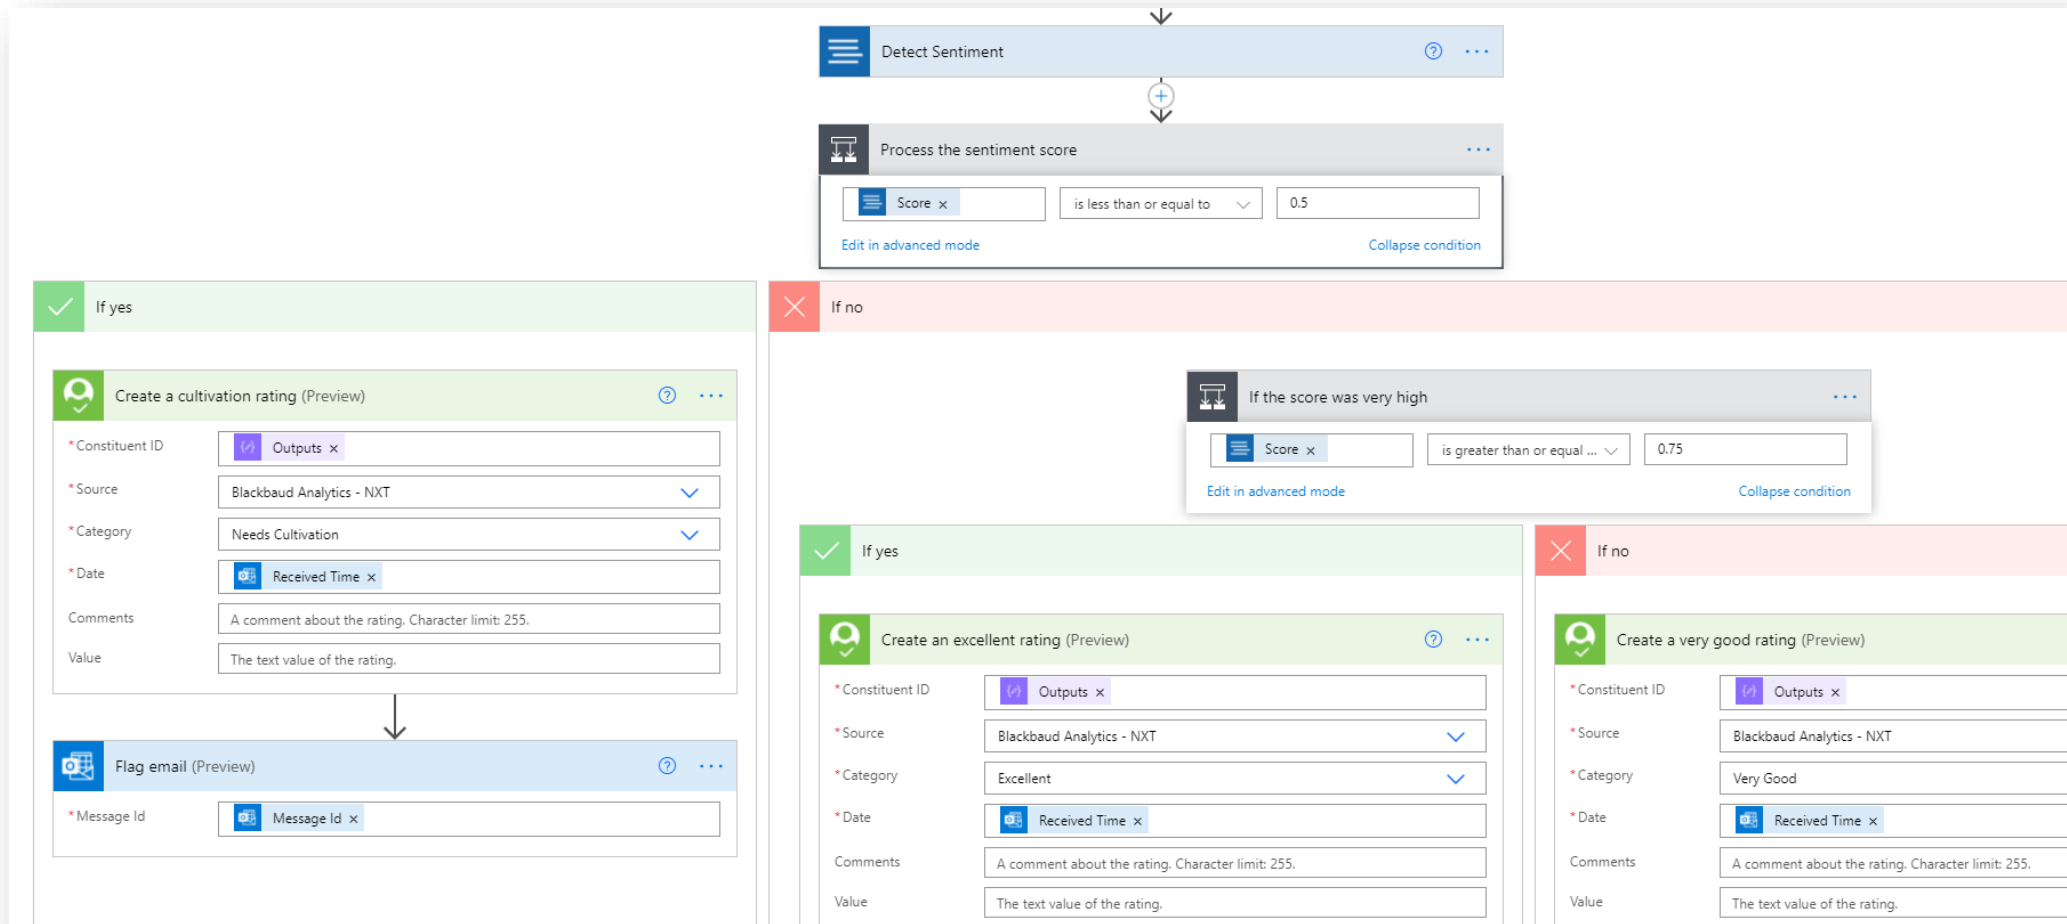 Detect Sentiment
Process the sentiment score
Score × is less than or equal to 0.5
Edit in advanced mode Collapse condition
If yes
Create a cultivation rating (Preview)
*Constituent ID Outputs ×
*Source Blackbaud Analytics - NXT
*Category Needs Cultivation
*Date Received Time ×
Comments A comment about the rating. Character limit: 255.
Value The text value of the rating.
Flag email (Preview)
*Message Id Message Id ×
If no
If the score was very high
Score × is greater than or equal ... 0.75
Edit in advanced mode Collapse condition
If yes
Create an excellent rating (Preview)
*Constituent ID Outputs ×
*Source Blackbaud Analytics - NXT
*Category Excellent
*Date Received Time ×
Comments A comment about the rating. Character limit: 255.
Value The text value of the rating.
If no
Create a very good rating (Preview)
*Constituent ID Outputs ×
*Source Blackbaud Analytics - NXT
*Category Very Good
*Date Received Time ×
Comments A comment about the rating. Character limit: 255.
Value The text value of the rating.